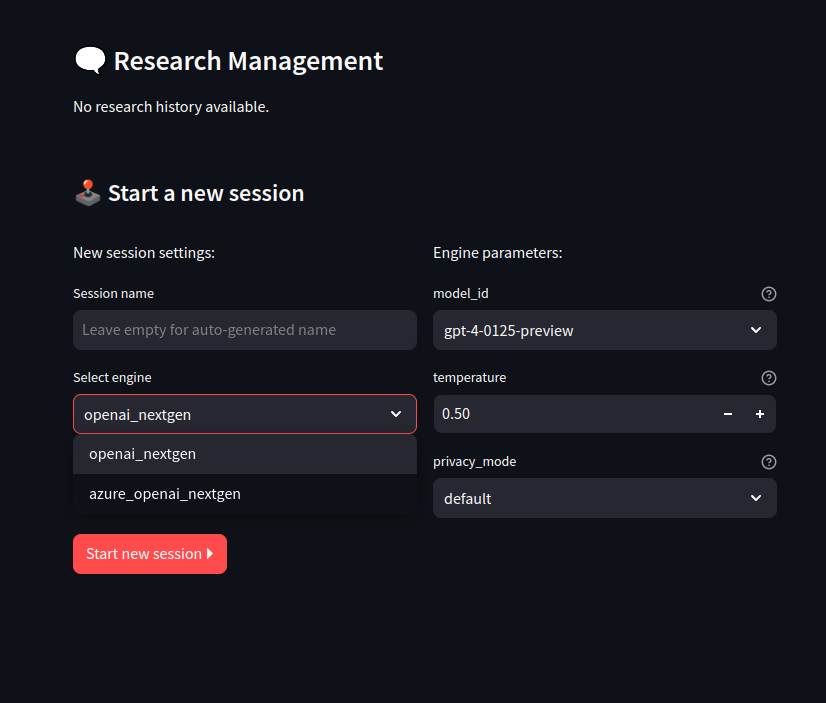 Research Management
No research history available.
Start a new session
New session settings:
Session name
Leave empty for auto-generated name
Select engine
openai_nextgen
openai_nextgen
azure_openai_nextgen
Start new session
Engine parameters:
model_id
gpt-4-0125-preview
temperature
0.50
privacy_mode
default